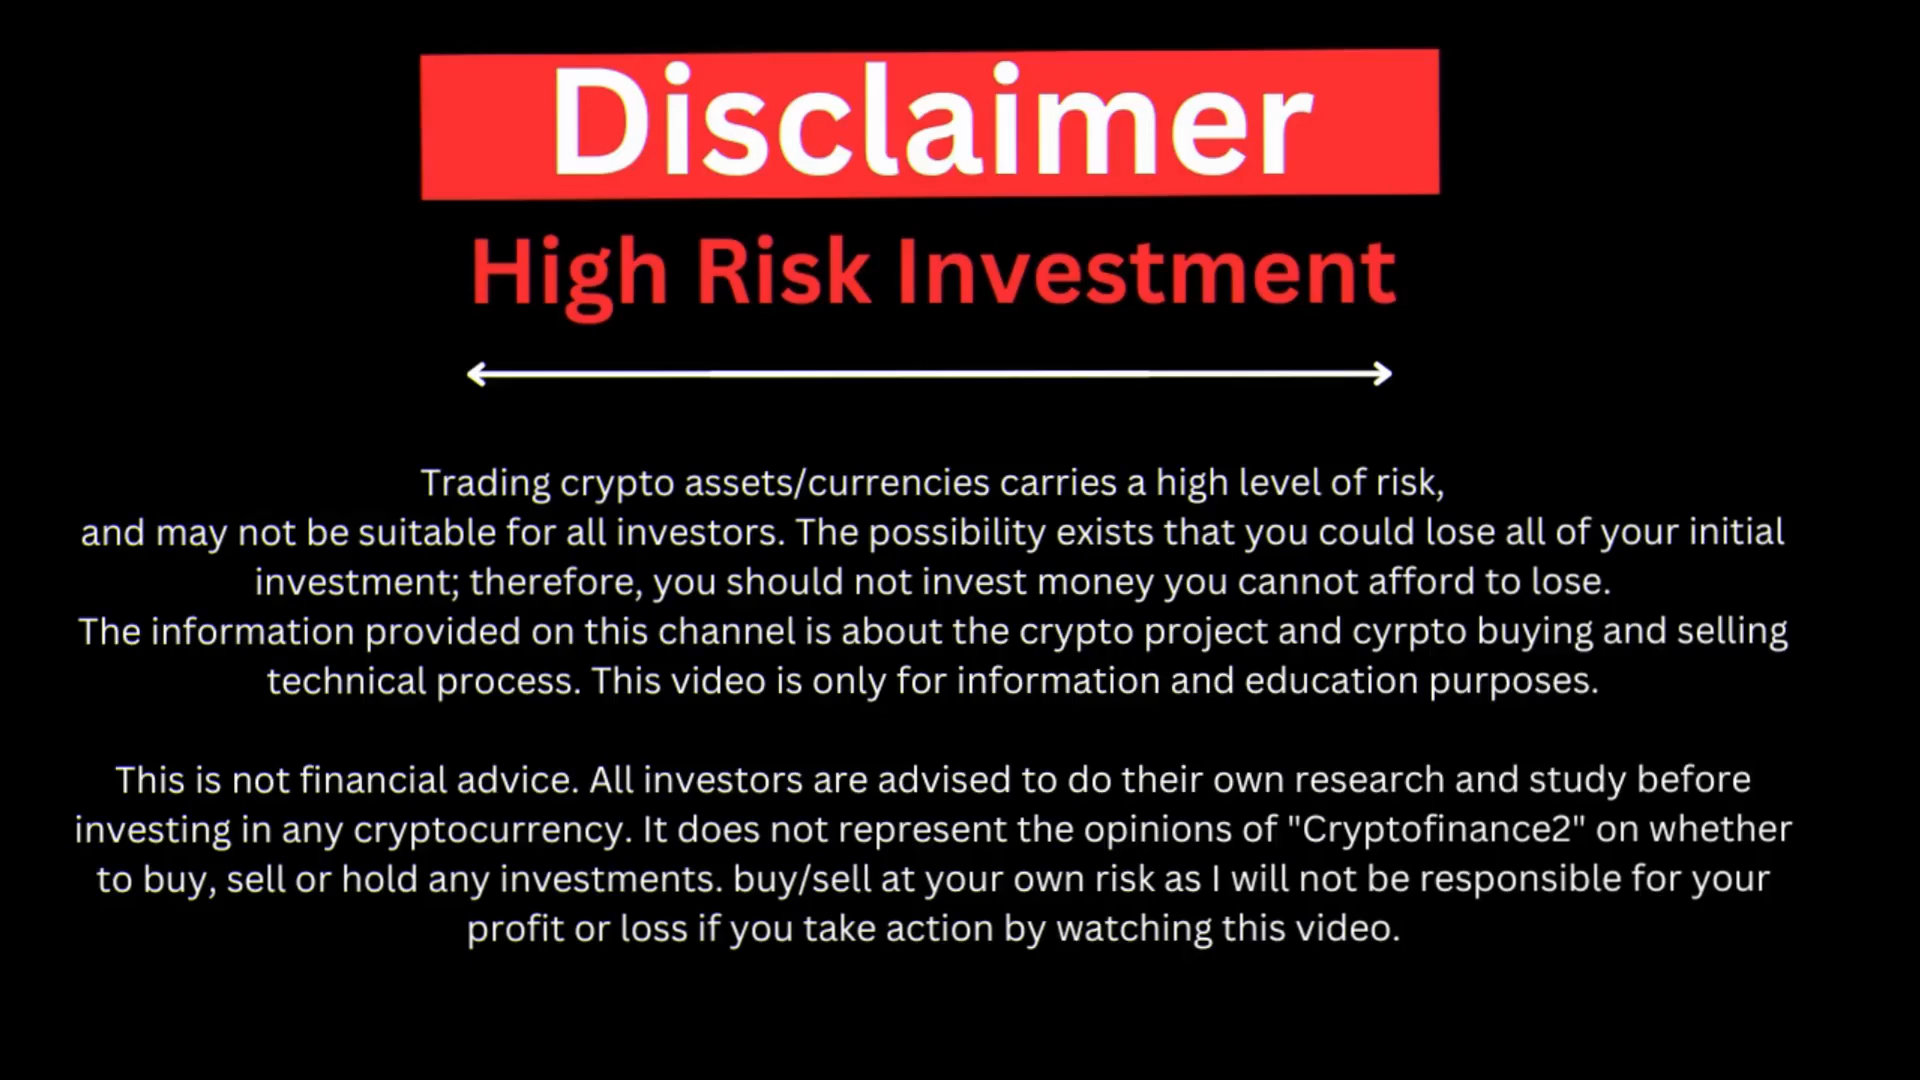 Disclaimer
High Risk Investment
Trading crypto assets/currencies carries a high level of risk,
and may not be suitable for all investors. The possibility exists that you could lose all of your initial
investment; therefore, you should not invest money you cannot afford to lose.
The information provided on this channel is about the crypto project and cyrpto buying and selling
technical process. This video is only for information and education purposes.
This is not financial advice. All investors are advised to do their own research and study before
investing in any cryptocurrency. It does not represent the opinions of "Cryptofinance2" on whether
to buy, sell or hold any investments. buy/sell at your own risk as I will not be responsible for your
profit or loss if you take action by watching this video.